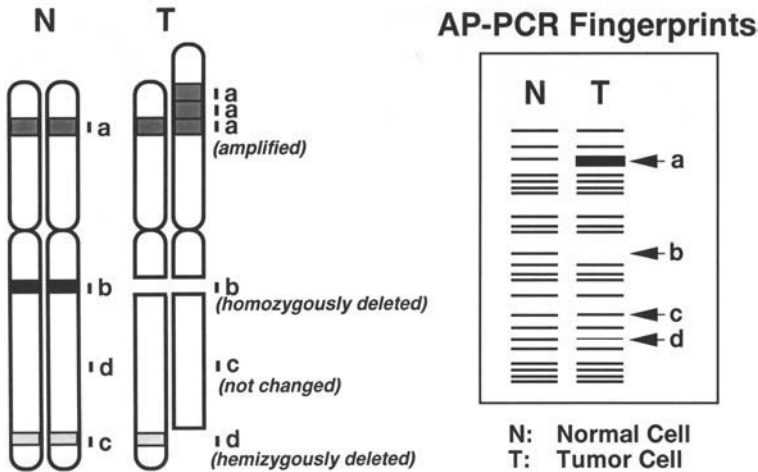 N T
a
a
a
a
(amplified)
b
b
(homozygously deleted)
d
c
(not changed)
c
d
(hemizygously deleted)
AP-PCR Fingerprints
N T
a
b
c
d
N: Normal Cell
T: Tumor Cell